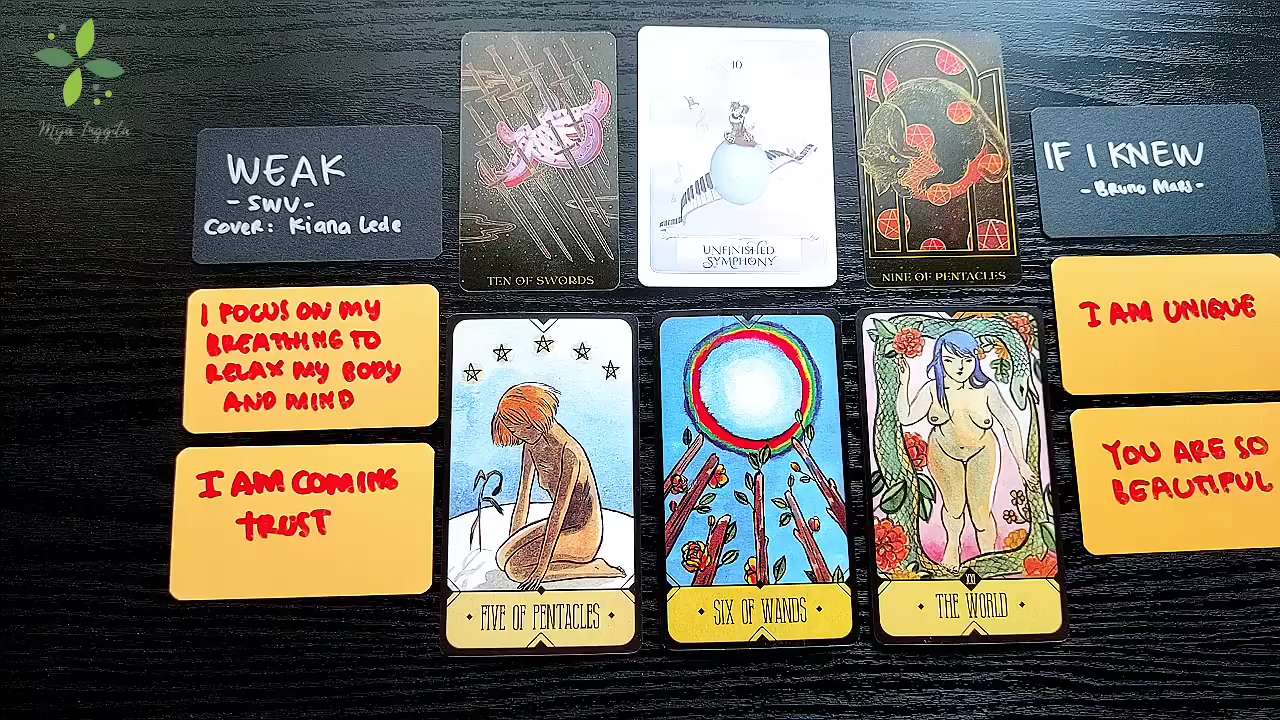 WEAK
- SWV -
Cover: Kiana Lede
I FOCUS ON MY
BREATHING TO
RELAX MY BODY
AND MIND
I AM COMING
TRUST
TEN OF SWORDS
10
UNFINISHED
SYMPHONY
NINE OF PENTACLES
FIVE OF PENTACLES
SIX OF WANDS
XXI
THE WORLD
IF I KNEW
- Bruno Mars -
I AM UNIQUE
YOU ARE SO
BEAUTIFUL